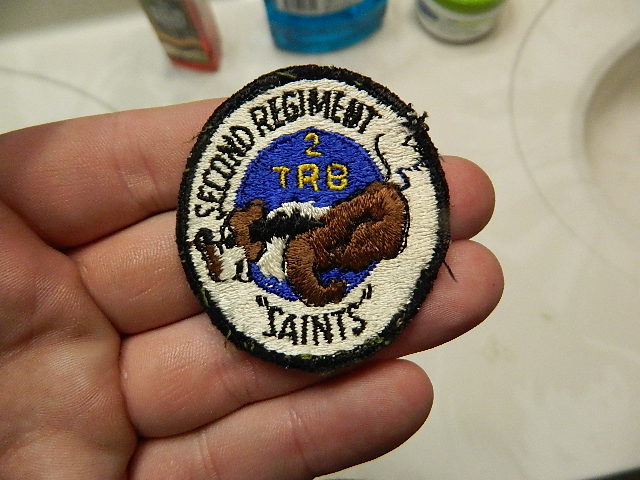 SECOND REGIMENT
2
TRB
"SAINTS"